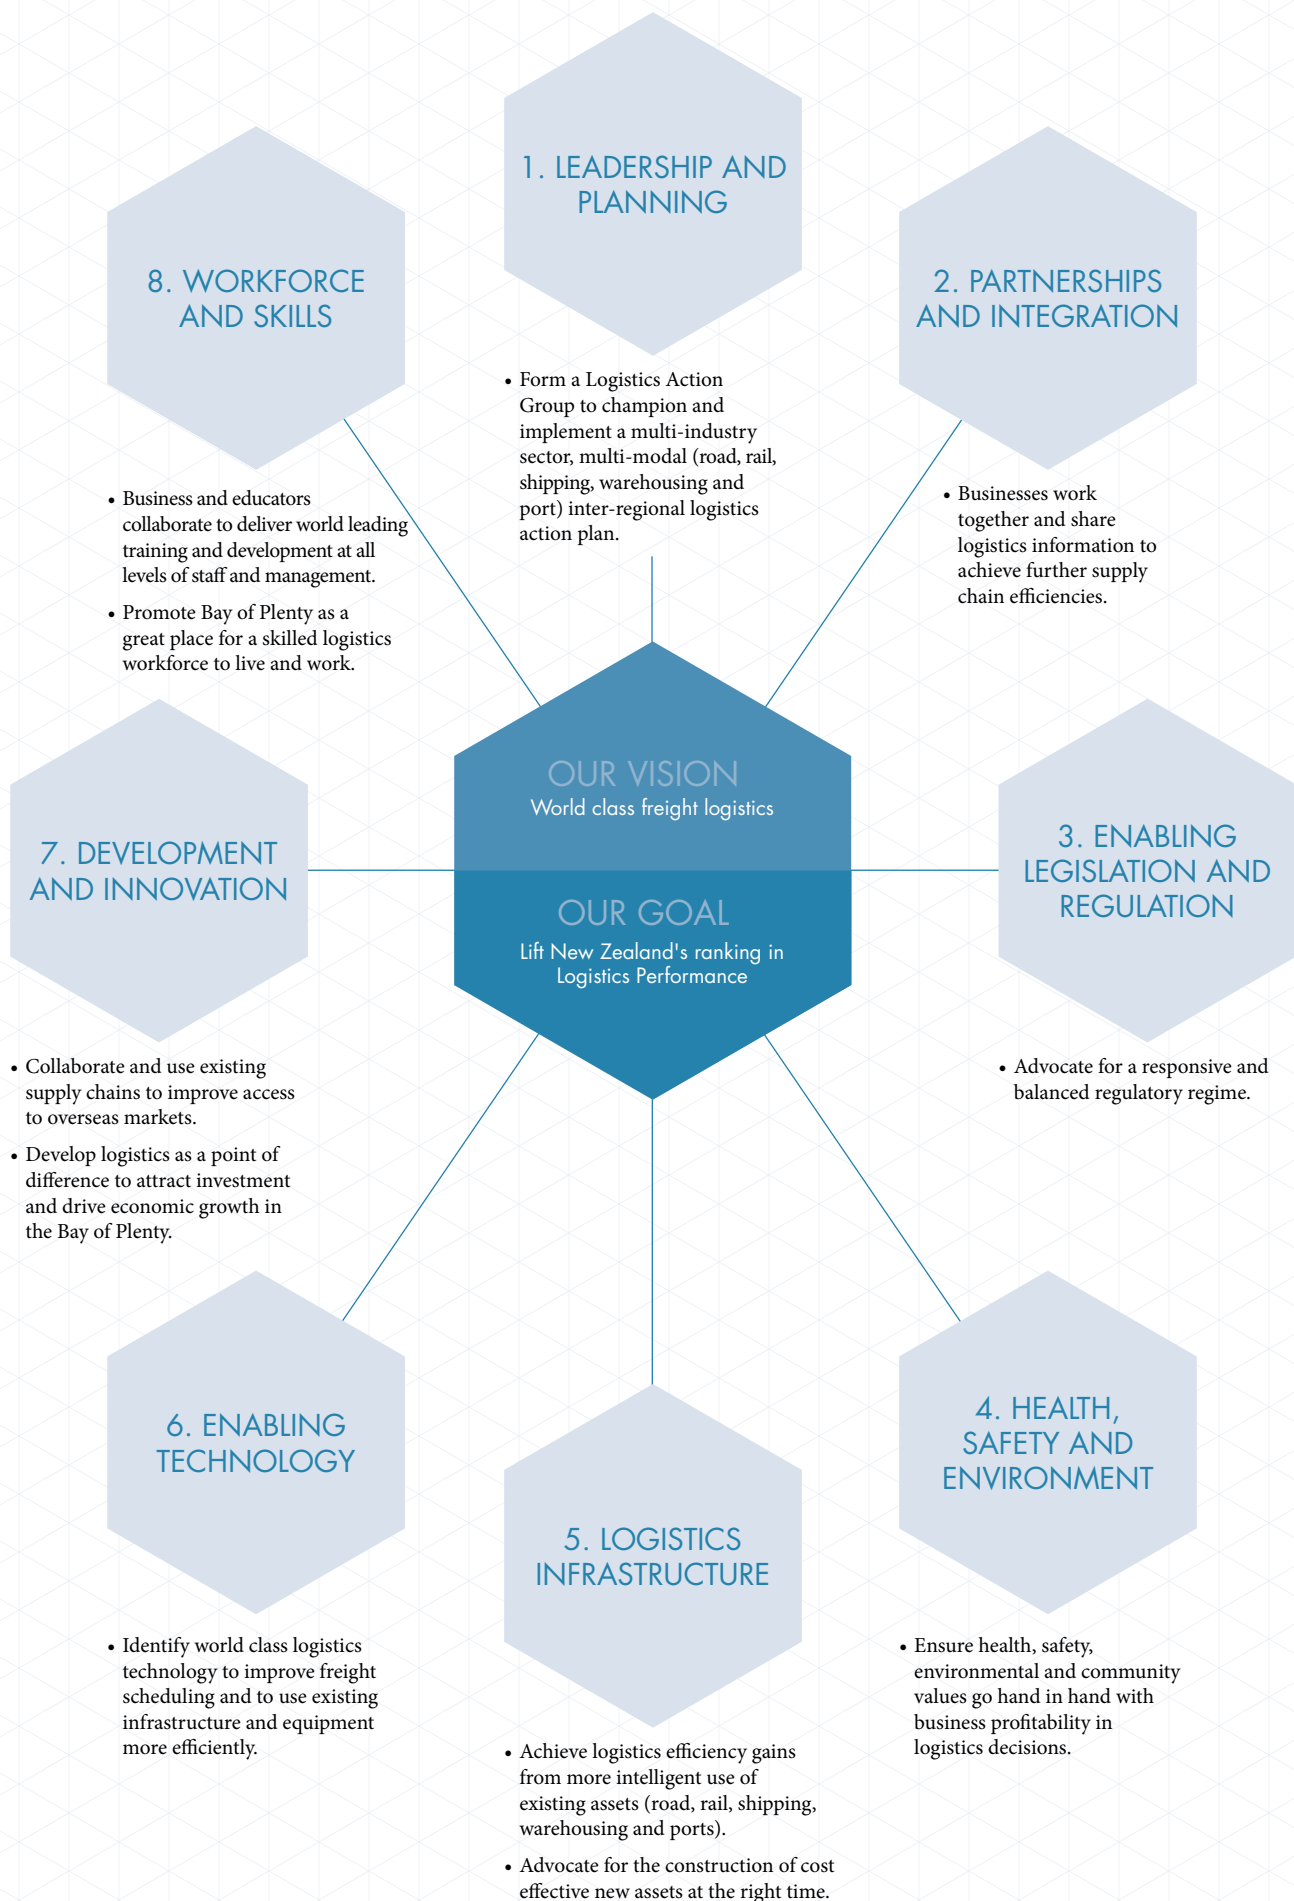 1. LEADERSHIP AND
PLANNING
• Form a Logistics Action
Group to champion and
implement a multi-industry
sector, multi-modal (road, rail,
shipping, warehousing and
port) inter-regional logistics
action plan.
2. PARTNERSHIPS
AND INTEGRATION
• Businesses work
together and share
logistics information to
achieve further supply
chain efficiencies.
3. ENABLING
LEGISLATION AND
REGULATION
• Advocate for a responsive and
balanced regulatory regime.
4. HEALTH,
SAFETY AND
ENVIRONMENT
• Ensure health, safety,
environmental and community
values go hand in hand with
business profitability in
logistics decisions.
5. LOGISTICS
INFRASTRUCTURE
• Achieve logistics efficiency gains
from more intelligent use of
existing assets (road, rail, shipping,
warehousing and ports).
• Advocate for the construction of cost
effective new assets at the right time.
6. ENABLING
TECHNOLOGY
• Identify world class logistics
technology to improve freight
scheduling and to use existing
infrastructure and equipment
more efficiently.
7. DEVELOPMENT
AND INNOVATION
• Collaborate and use existing
supply chains to improve access
to overseas markets.
• Develop logistics as a point of
difference to attract investment
and drive economic growth in
the Bay of Plenty.
8. WORKFORCE
AND SKILLS
• Business and educators
collaborate to deliver world leading
training and development at all
levels of staff and management.
• Promote Bay of Plenty as a
great place for a skilled logistics
workforce to live and work.
OUR VISION
World class freight logistics
OUR GOAL
Lift New Zealand's ranking in
Logistics Performance